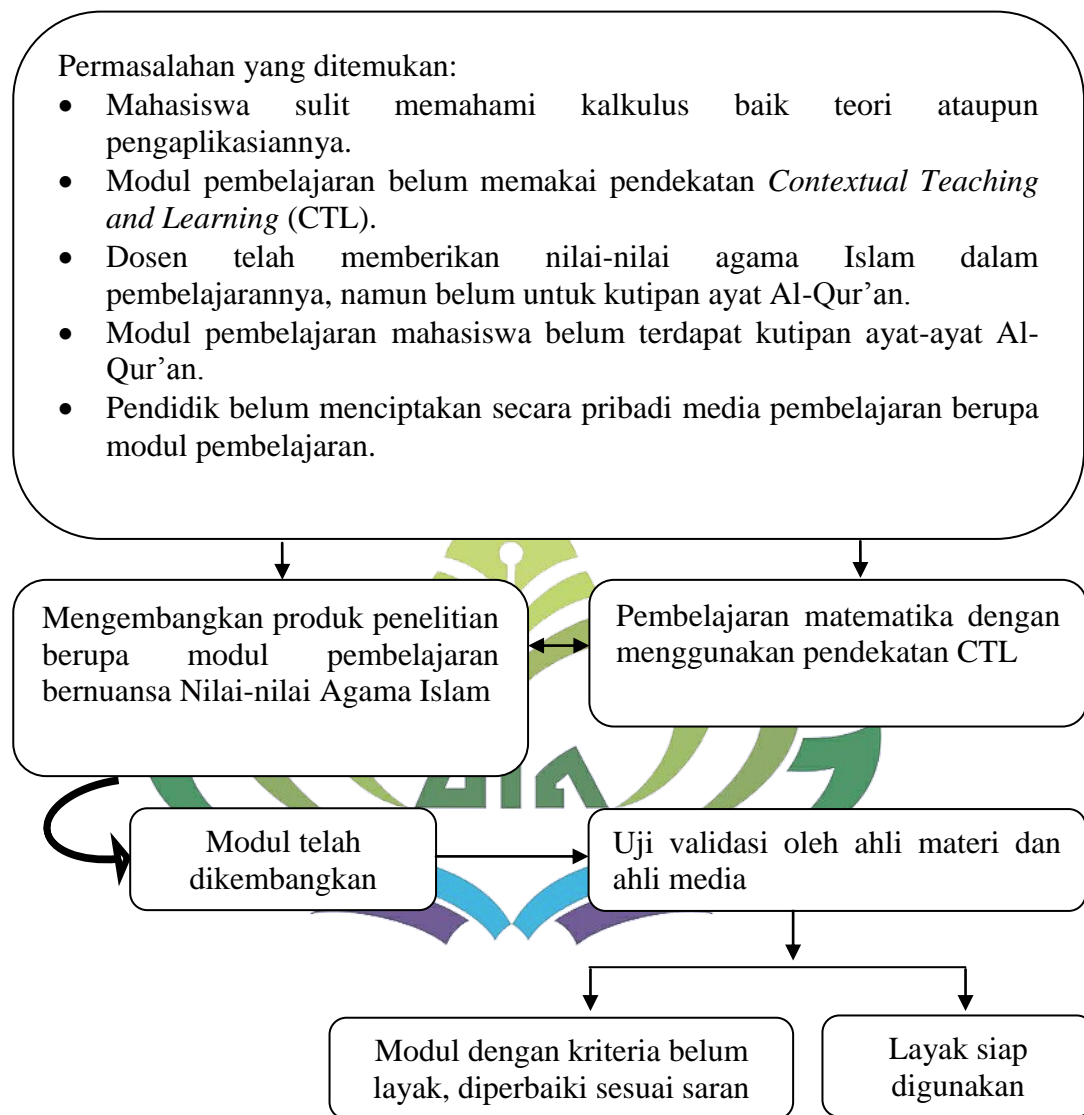 Permasalahan yang ditemukan:
• Mahasiswa sulit memahami kalkulus baik teori ataupun
pengaplikasiannya.
• Modul pembelajaran belum memakai pendekatan Contextual Teaching
and Learning (CTL).
• Dosen telah memberikan nilai-nilai agama Islam dalam
pembelajarannya, namun belum untuk kutipan ayat Al-Qur’an.
• Modul pembelajaran mahasiswa belum terdapat kutipan ayat-ayat Al-
Qur’an.
• Pendidik belum menciptakan secara pribadi media pembelajaran berupa
modul pembelajaran.
Mengembangkan produk penelitian
berupa modul pembelajaran
bernuansa Nilai-nilai Agama Islam
Pembelajaran matematika dengan
menggunakan pendekatan CTL
Modul telah
dikembangkan
Uji validasi oleh ahli materi dan
ahli media
Modul dengan kriteria belum
layak, diperbaiki sesuai saran
Layak siap
digunakan